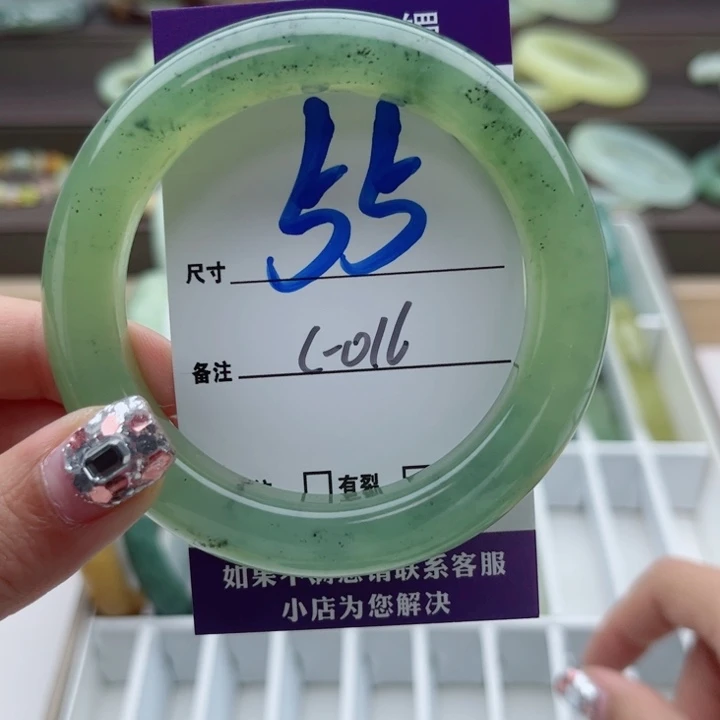 镯
尺寸 55
备注 L-016
有裂
如果不满意请联系客服
小店为您解决